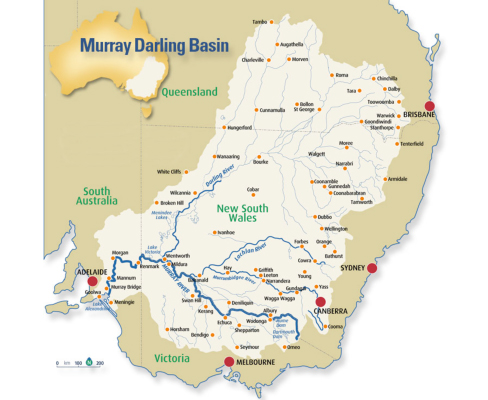 Murray Darling Basin
Tambo
Augathella
Charleville
Morven
Roma
Chinchilla
Tara
Dalby
Queensland
Toowoomba
Cunnamulla
Bollon
St George
Warwick
BRISBANE
Goondiwindi
Stanthorpe
Hungerford
Tenterfield
Moree
Walgett
Wanaaring
Bourke
Narrabri
White Cliffs
Darling River
Coonamble
Gunnedah
Armidale
South
Australia
Wilcannia
Cobar
Coonabarabran
Tamworth
Broken Hill
Menindee
Lakes
New South
Wales
Dubbo
Wellington
Ivanhoe
Lachlan River
Forbes
Orange
Bathurst
Lake
Victoria
Morgan
Wentworth
Mildura
Renmark
Cowra
MURRAY RIVER
Hay
Griffith
Leeton
Narrandera
Murrumbidgee River
Young
SYDNEY
ADELAIDE
Mannum
Murray Bridge
Goolwa
Meningie
Lake
Alexandrina
Balranald
Gundagai
Yass
Wagga Wagga
Swan Hill
Kerang
Deniliquin
Albury
CANBERRA
Echuca
Wodonga
Hume
Dam
Dartmouth
Dam
Cooma
Horsham
Bendigo
Shepparton
Seymour
Omeo
Victoria
MELBOURNE
0 km 100 N 200